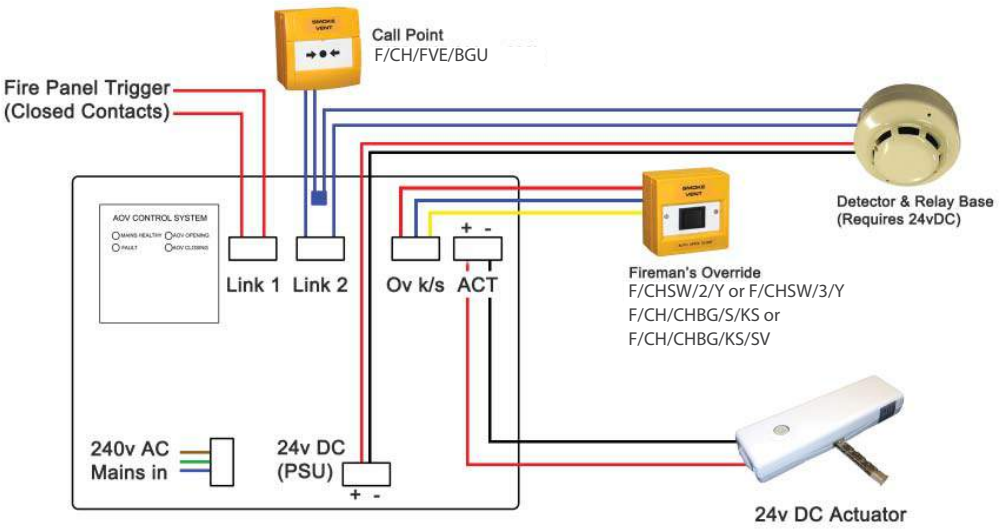 SMOKE
VENT
Call Point
F/CH/FVE/BGU
Fire Panel Trigger
(Closed Contacts)
Detector & Relay Base
(Requires 24vDC)
SMOKE
VENT
AOV CONTROL SYSTEM
MAINS HEALTHY AOV OPENING
FAULT AOV CLOSING
+ -
Link 1 Link 2 Ov k/s ACT
Fireman's Override
F/CHSW/2/Y or F/CHSW/3/Y
F/CH/CHBG/S/KS or
F/CH/CHBG/KS/SV
240v AC
Mains in
24v DC
(PSU)
+ -
24v DC Actuator